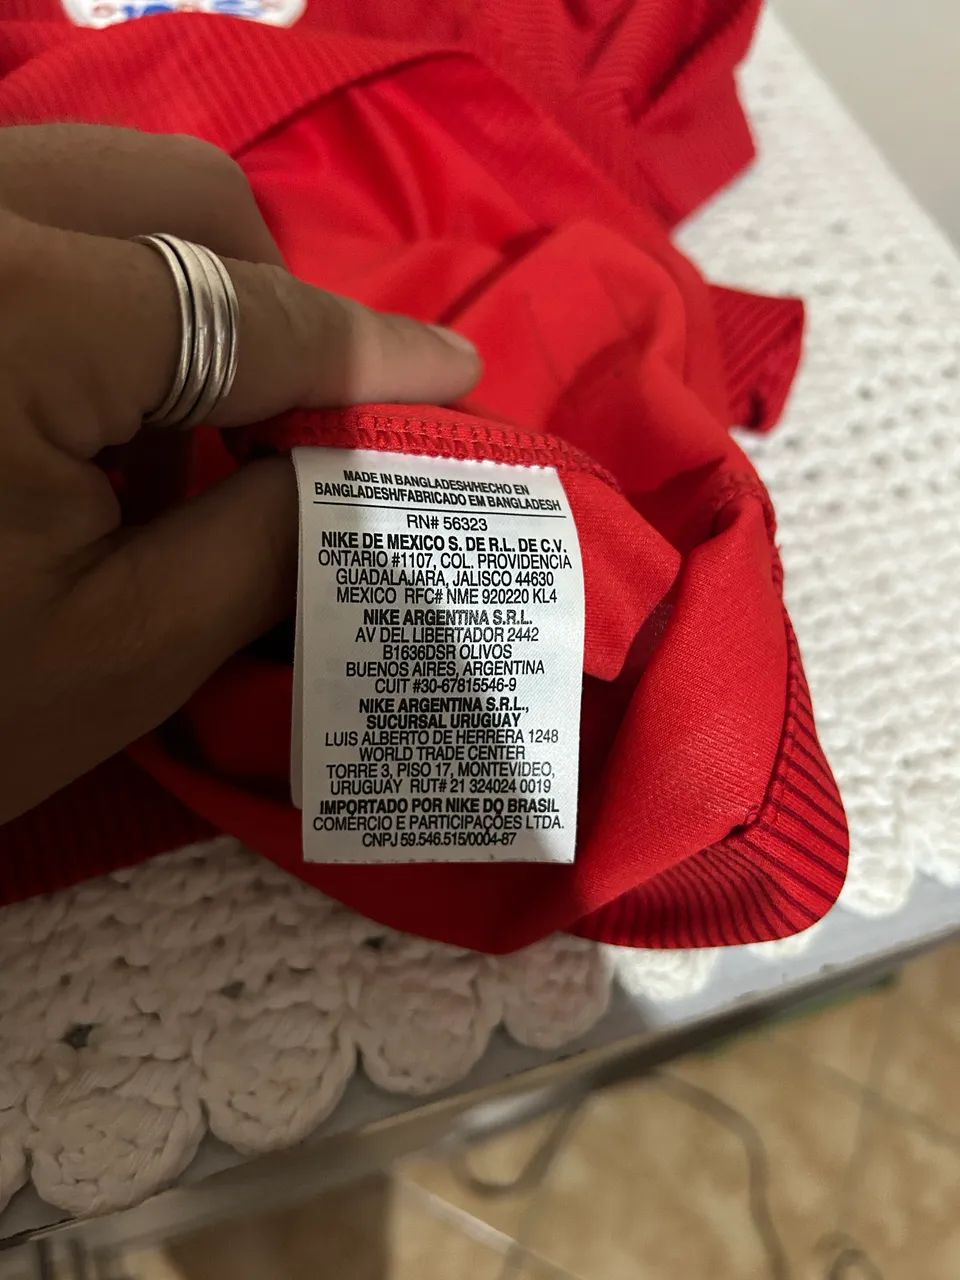 MADE IN BANGLADESH/HECHO EN
BANGLADESH/FABRICADO EM BANGLADESH
RN# 56323
NIKE DE MEXICO S. DE R.L. DE C.V.
ONTARIO #1107, COL. PROVIDENCIA
GUADALAJARA, JALISCO 44630
MEXICO RFC# NME 920220 KL4
NIKE ARGENTINA S.R.L.
AV DEL LIBERTADOR 2442
B1636DSR OLIVOS
BUENOS AIRES, ARGENTINA
CUIT #30-67815546-9
NIKE ARGENTINA S.R.L.,
SUCURSAL URUGUAY
LUIS ALBERTO DE HERRERA 1248
WORLD TRADE CENTER
TORRE 3, PISO 17, MONTEVIDEO,
URUGUAY RUT# 21 324024 0019
IMPORTADO POR NIKE DO BRASIL
COMÉRCIO E PARTICIPAÇÕES LTDA.
CNPJ 59.546.515/0004-87